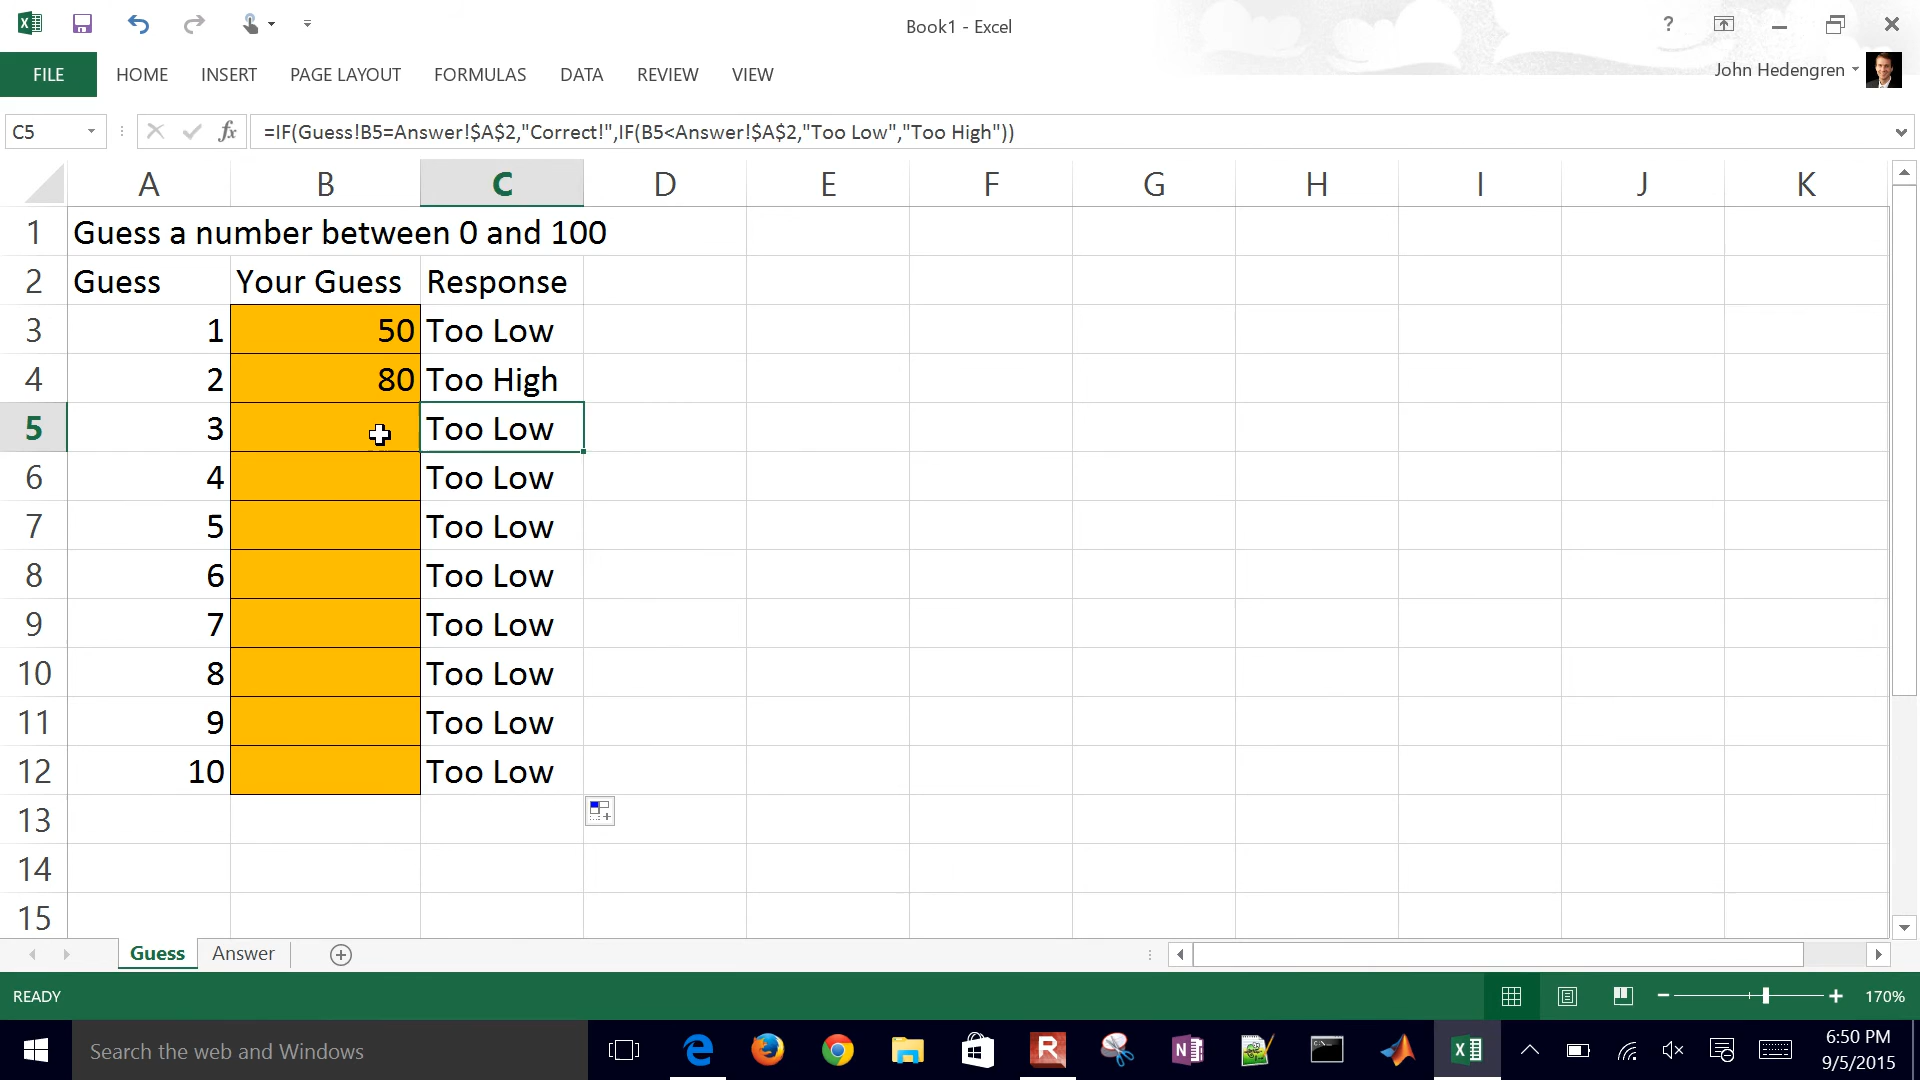 Book1 - Excel
?
FILE HOME INSERT PAGE LAYOUT FORMULAS DATA REVIEW VIEW
John Hedengren
C5 fx =IF(Guess!B5=Answer!$A$2,"Correct!",IF(B5<Answer!$A$2,"Too Low","Too High"))
A B C D E F G H I J K
1 Guess a number between 0 and 100
2 Guess Your Guess Response
3 1 50 Too Low
4 2 80 Too High
5 3 Too Low
6 4 Too Low
7 5 Too Low
8 6 Too Low
9 7 Too Low
10 8 Too Low
11 9 Too Low
12 10 Too Low
13
14
15
Guess Answer
READY 170%
Search the web and Windows
6:50 PM
9/5/2015